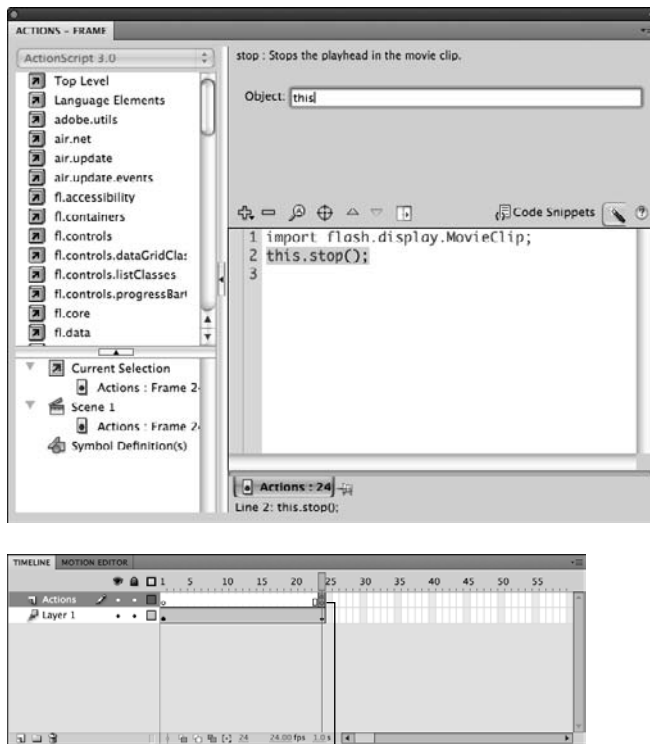 ACTIONS – FRAME
ActionScript 3.0
Top Level
Language Elements
adobe.utils
air.net
air.update
air.update.events
fl.accessibility
fl.containers
fl.controls
fl.controls.dataGridCla
fl.controls.listClasses
fl.controls.progressBar
fl.core
fl.data
Current Selection
Actions : Frame 2
Scene 1
Actions : Frame 2
Symbol Definition(s)
stop : Stops the playhead in the movie clip.
Object: this
Code Snippets
1 import flash.display.MovieClip;
2 this.stop();
3
Actions : 24
Line 2: this.stop();
TIMELINE MOTION EDITOR
1 5 10 15 20 25 30 35 40 45 50 55
Actions
Layer 1
24 24.00 fps 1.0 s